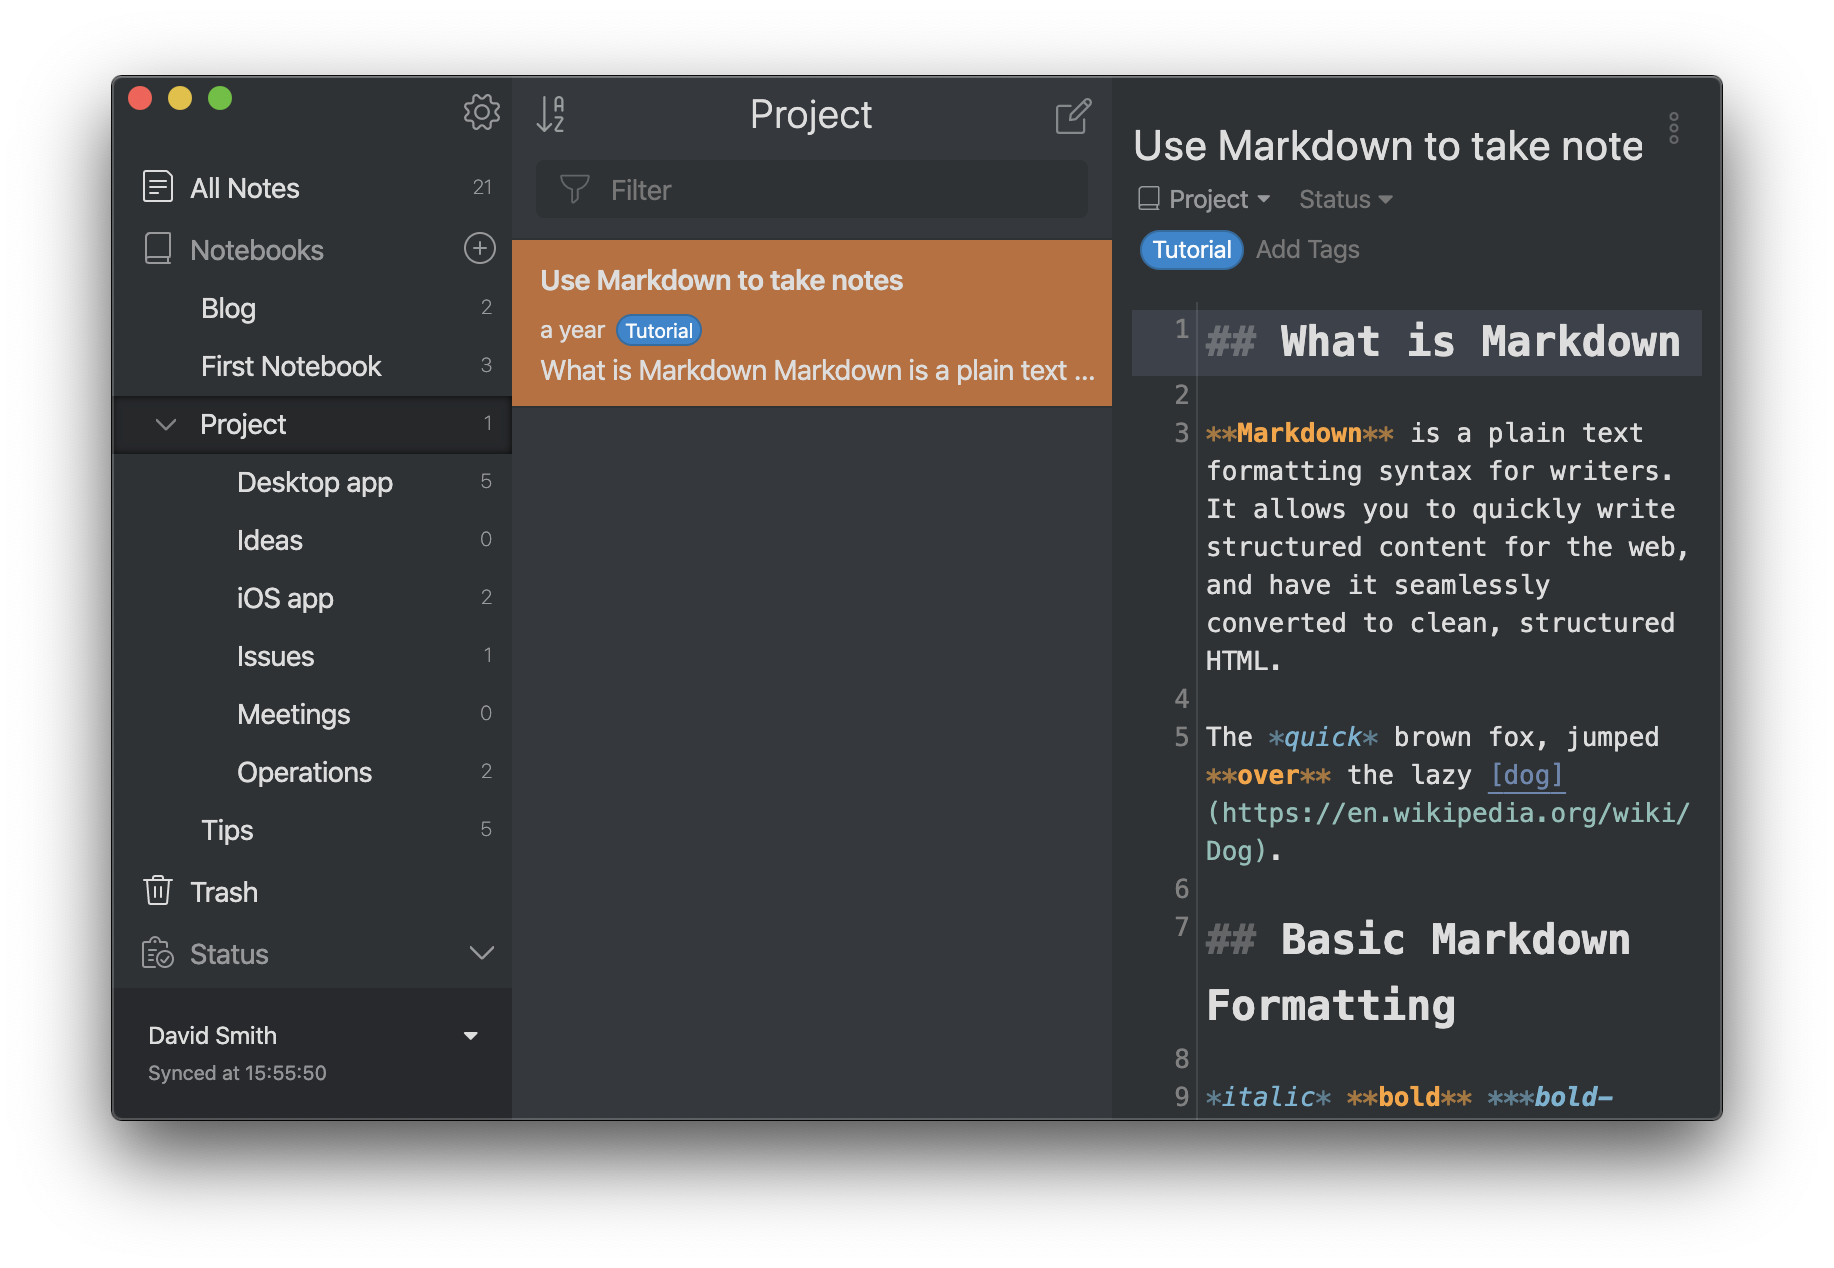 All Notes 21
Notebooks
Blog 2
First Notebook 3
Project 1
Desktop app 5
Ideas 0
iOS app 2
Issues 1
Meetings 0
Operations 2
Tips 5
Trash
Status
David Smith
Synced at 15:55:50
A
Z
Project
Filter
Use Markdown to take notes
a year Tutorial
What is Markdown Markdown is a plain text ...
Use Markdown to take note
Project Status
Tutorial Add Tags
1 ## What is Markdown
2
3 **Markdown** is a plain text
formatting syntax for writers.
It allows you to quickly write
structured content for the web,
and have it seamlessly
converted to clean, structured
HTML.
4
5 The *quick* brown fox, jumped
**over** the lazy [dog]
(https://en.wikipedia.org/wiki/
Dog).
6
7 ## Basic Markdown
Formatting
8
9 *italic* **bold** ***bold-